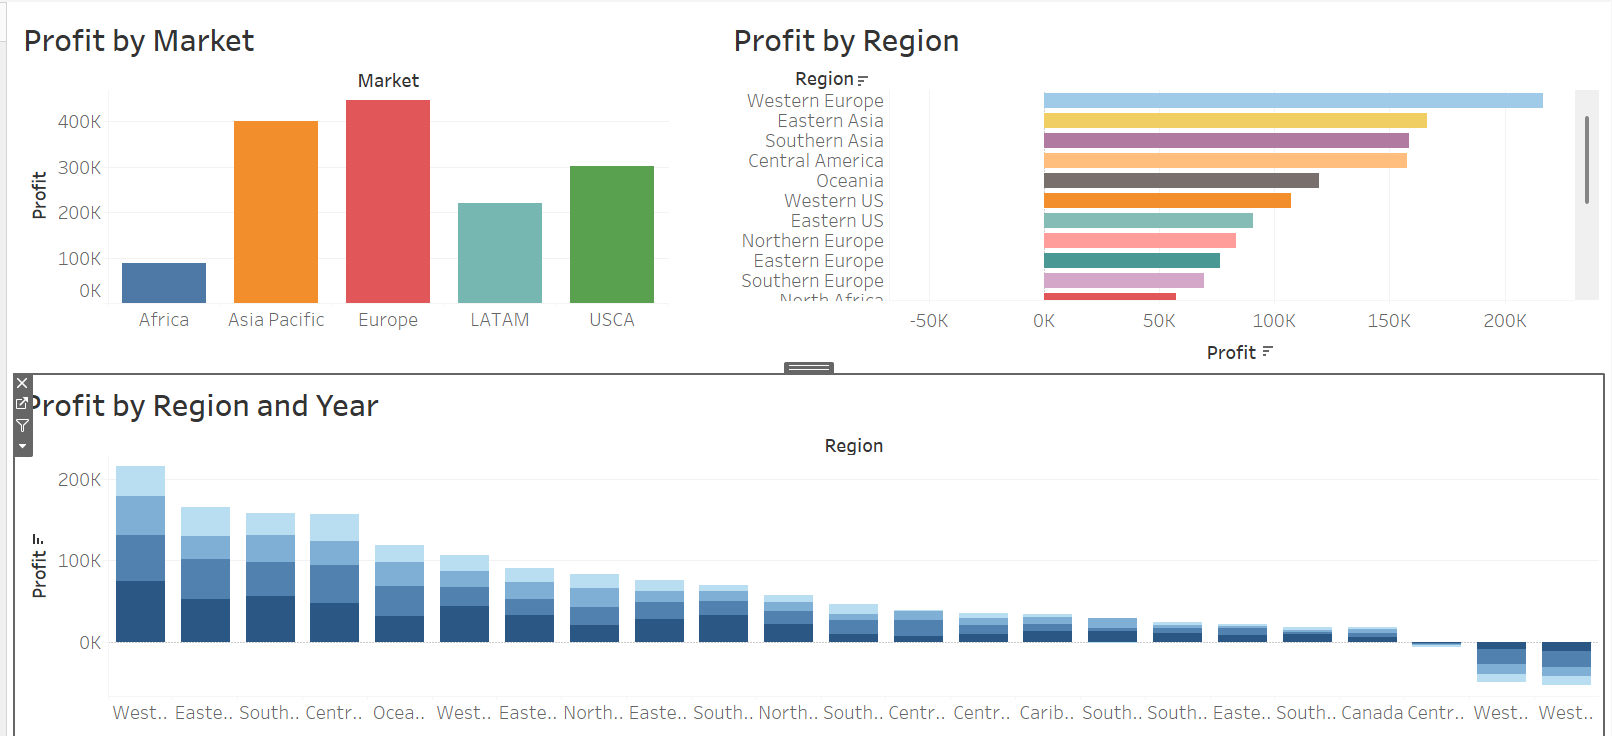 Profit by Market
Market
Profit
400K
300K
200K
100K
0K
Africa Asia Pacific Europe LATAM USCA
Profit by Region
Region
Western Europe
Eastern Asia
Southern Asia
Central America
Oceania
Western US
Eastern US
Northern Europe
Eastern Europe
Southern Europe
North Africa
-50K 0K 50K 100K 150K 200K
Profit
Profit by Region and Year
Region
Profit
200K
100K
0K
West.. Easte.. South.. Centr.. Ocea.. West.. Easte.. North.. Easte.. South.. North.. South.. Centr.. Centr.. Carib.. South.. South.. Easte.. South.. Canada Centr.. West.. West..